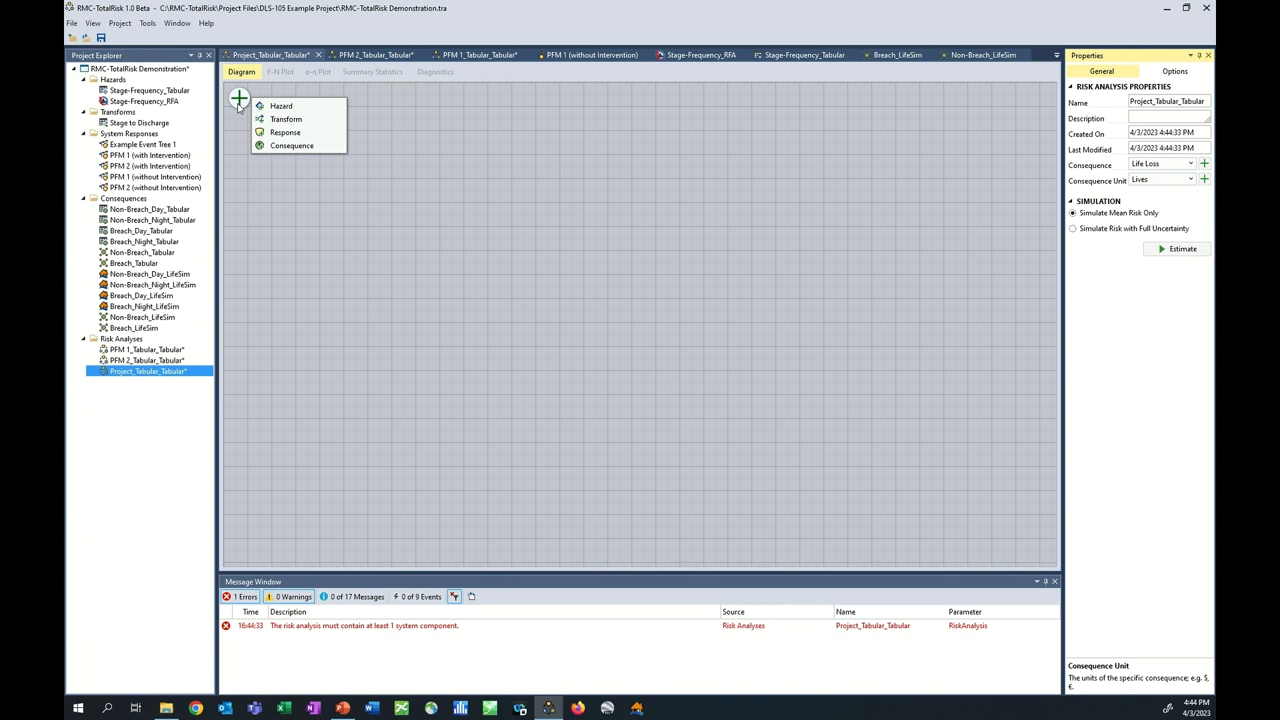 RMC-TotalRisk 1.0 Beta - C:\RMC-TotalRisk\Project Files\DLS-105 Example Project\RMC-TotalRisk Demonstration.tra
File View Project Tools Window Help
Project Explorer
RMC-TotalRisk Demonstration*
Hazards
Stage-Frequency_Tabular
Stage-Frequency_RFA
Transforms
Stage to Discharge
System Responses
Example Event Tree 1
PFM 1 (with Intervention)
PFM 2 (with Intervention)
PFM 1 (without Intervention)
PFM 2 (without Intervention)
Consequences
Non-Breach_Day_Tabular
Non-Breach_Night_Tabular
Breach_Day_Tabular
Breach_Night_Tabular
Non-Breach_Tabular
Breach_Tabular
Non-Breach_Day_LifeSim
Non-Breach_Night_LifeSim
Breach_Day_LifeSim
Breach_Night_LifeSim
Non-Breach_LifeSim
Breach_LifeSim
Risk Analyses
PFM 1_Tabular_Tabular*
PFM 2_Tabular_Tabular*
Project_Tabular_Tabular*
Project_Tabular_Tabular* PFM 2_Tabular_Tabular* PFM 1_Tabular_Tabular* PFM 1 (without Intervention) Stage-Frequency_RFA Stage-Frequency_Tabular Breach_LifeSim Non-Breach_LifeSim
Diagram F-N Plot α-η Plot Summary Statistics Diagnostics
Hazard
Transform
Response
Consequence
Message Window
1 Errors 0 Warnings 0 of 17 Messages 0 of 9 Events
Time Description Source Name Parameter
16:44:33 The risk analysis must contain at least 1 system component. Risk Analyses Project_Tabular_Tabular RiskAnalysis
Properties
General Options
RISK ANALYSIS PROPERTIES
Name Project_Tabular_Tabular
Description
Created On 4/3/2023 4:44:33 PM
Last Modified 4/3/2023 4:44:33 PM
Consequence Life Loss
Consequence Unit Lives
SIMULATION
Simulate Mean Risk Only
Simulate Risk with Full Uncertainty
Estimate
Consequence Unit
The units of the specific consequence; e.g. $,
€.
4:44 PM
4/3/2023